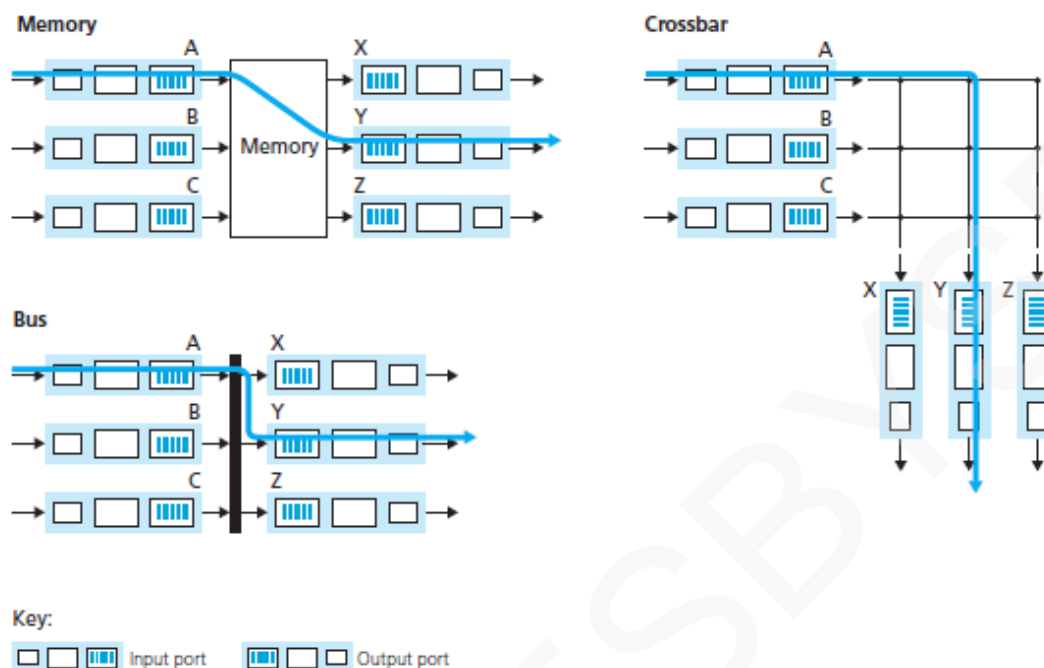 Memory
A
X
B
Y
Memory
C
Z
Crossbar
A
B
C
X
Y
Z
Bus
A
X
B
Y
C
Z
Key:
Input port
Output port